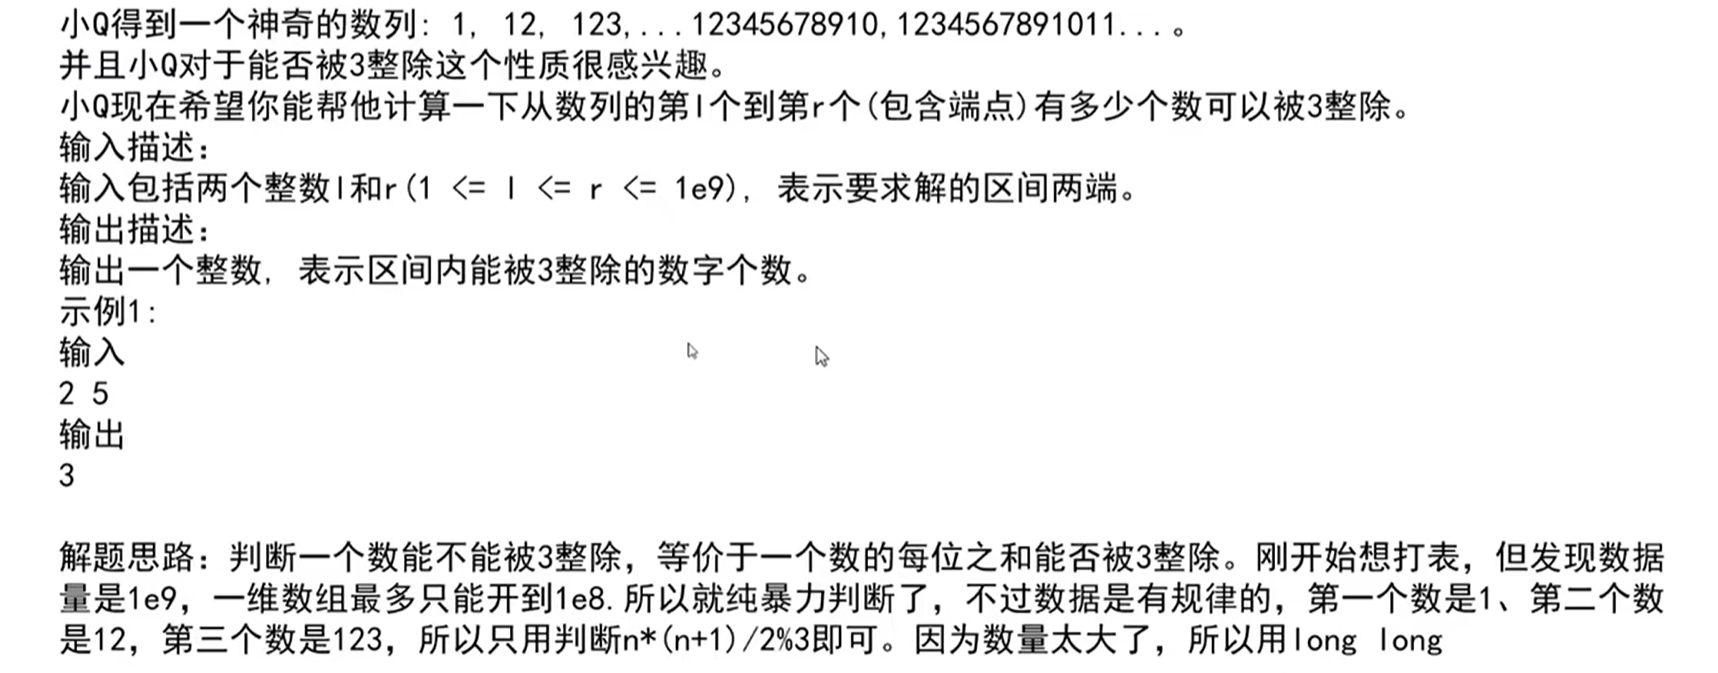 小Q得到一个神奇的数列: 1, 12, 123,...12345678910,1234567891011...。
并且小Q对于能否被3整除这个性质很感兴趣。
小Q现在希望你能帮他计算一下从数列的第l个到第r个(包含端点)有多少个数可以被3整除。
输入描述：
输入包括两个整数l和r(1 <= l <= r <= 1e9), 表示要求解的区间两端。
输出描述：
输出一个整数, 表示区间内能被3整除的数字个数。
示例1:
输入
2 5
输出
3
解题思路：判断一个数能不能被3整除，等价于一个数的每位之和能否被3整除。刚开始想打表，但发现数据
量是1e9，一维数组最多只能开到1e8.所以就纯暴力判断了，不过数据是有规律的，第一个数是1、第二个数
是12，第三个数是123，所以只用判断n*(n+1)/2%3即可。因为数量太大了，所以用long long